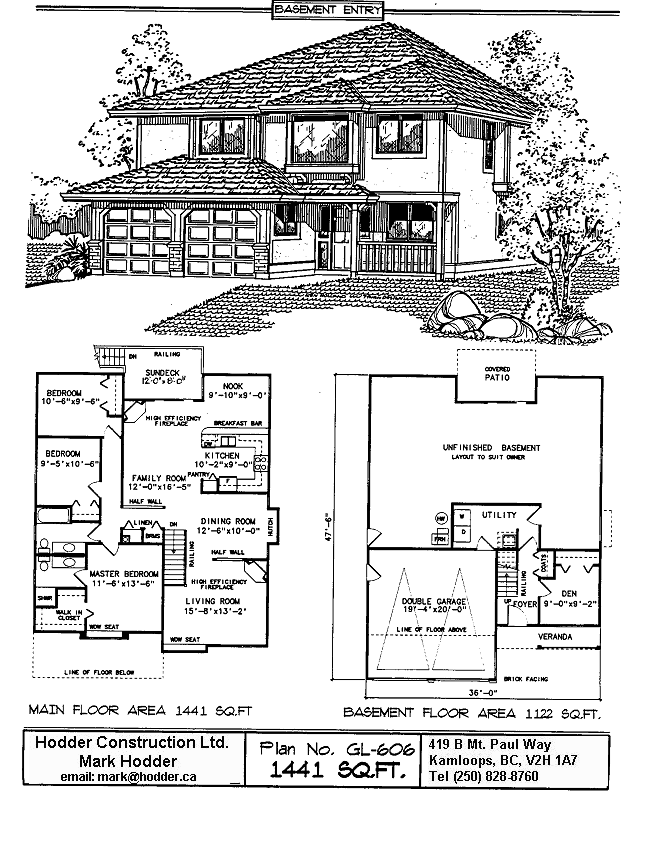 BASEMENT ENTRY
DN
RAILING
SUNDECK
12'-0"x8'-0"
NOOK
9'-10"x9'-0"
BEDROOM
10'-6"x9'-6"
HIGH EFFICIENCY
FIREPLACE
BREAKFAST BAR
DW
KITCHEN
10'-2"x9'-0"
BEDROOM
9'-5"x10'-6"
PANTRY
F
FAMILY ROOM
12'-0"x16'-5"
HALF WALL
LINEN
DN
BRMS
DINING ROOM
12'-6"x10'-0"
HUTCH
RAILING
HALF WALL
MASTER BEDROOM
11'-6"x13'-6"
HIGH EFFICIENCY
FIREPLACE
SHWR
LIVING ROOM
15'-8"x13'-2"
WALK IN
CLOSET
WDW SEAT
WDW SEAT
LINE OF FLOOR BELOW
MAIN FLOOR AREA 1441 SQ.FT
COVERED
PATIO
UNFINISHED BASEMENT
LAYOUT TO SUIT OWNER
47'-6"
HW
W
D
FRN
UTILITY
COATS
RAILING
DEN
9'-0"x9'-2"
UP
FOYER
DOUBLE GARAGE
19'-4"x20'-0"
LINE OF FLOOR ABOVE
VERANDA
BRICK FACING
36'-0"
BASEMENT FLOOR AREA 1122 SQ.FT.
Hodder Construction Ltd.
Mark Hodder
email: mark@hodder.ca
Plan No. GL-606
1441 SQ.FT.
419 B Mt. Paul Way
Kamloops, BC, V2H 1A7
Tel (250) 828-8760